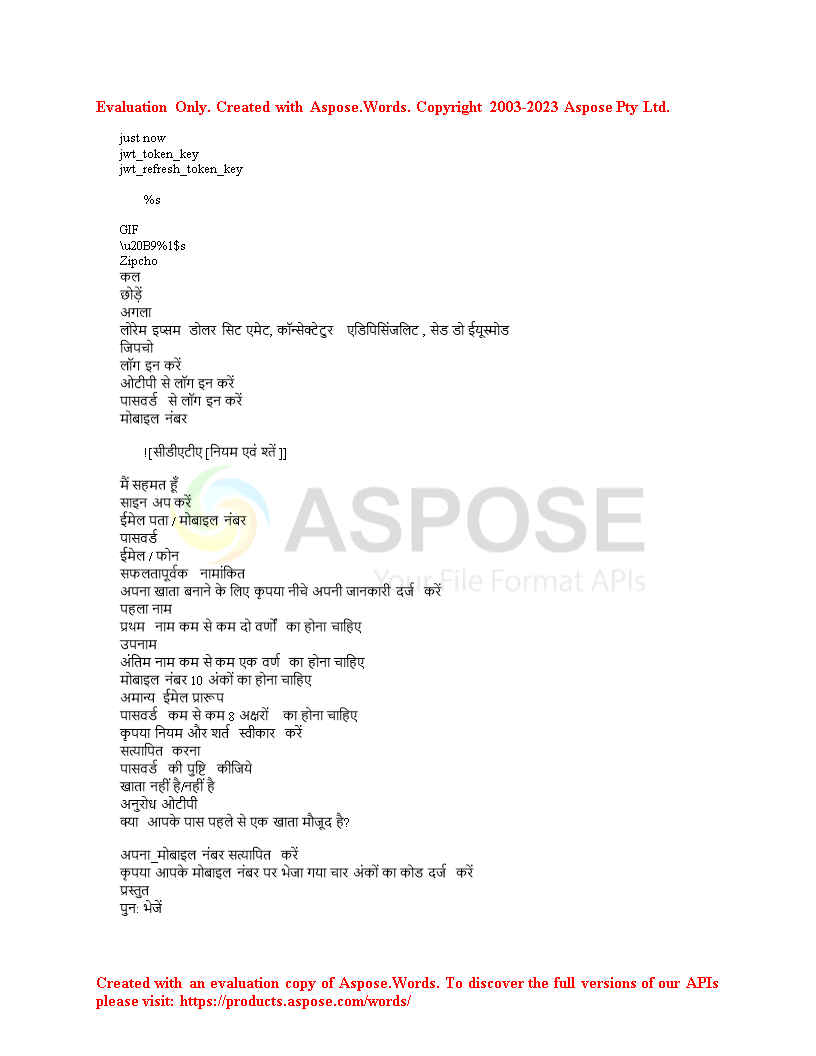 Evaluation Only. Created with Aspose.Words. Copyright 2003-2023 Aspose Pty Ltd.
just now
jwt_token_key
jwt_refresh_token_key
%s
GIF
\u20B9%1$s
Zipcho
कल
छोड़ें
अगला
लोरेम इप्सम डोलर सिट एमेट, कॉन्सेक्टेटुर एडिपिसिंजलिट , सेड डो ईयूस्मोड
जिपचो
लॉग इन करें
ओटीपी से लॉग इन करें
पासवर्ड से लॉग इन करें
मोबाइल नंबर
![सीडीएटीए [नियम एवं श्तें ]]
मैं सहमत हूँ
साइन अप करें
ईमेल पता / मोबाइल नंबर
पासवर्ड
ईमेल / फोन
सफलतापूर्वक नामांकित
अपना खाता बनाने के लिए कृपया नीचे अपनी जानकारी दर्ज करें
पहला नाम
प्रथम नाम कम से कम दो वर्णों का होना चाहिए
उपनाम
अंतिम नाम कम से कम एक वर्ण का होना चाहिए
मोबाइल नंबर 10 अंकों का होना चाहिए
अमान्य ईमेल प्रारूप
पासवर्ड कम से कम 8 अक्षरों का होना चाहिए
कृपया नियम और शर्त स्वीकार करें
सत्यापित करना
पासवर्ड की पुष्टि कीजिये
खाता नहीं है/नहीं है
अनुरोध ओटीपी
क्या आपके पास पहले से एक खाता मौजूद है?
अपना_मोबाइल नंबर सत्यापित करें
कृपया आपके मोबाइल नंबर पर भेजा गया चार अंकों का कोड दर्ज करें
प्रस्तुत
पुन: भेजें
ASPOSE
Your File Format APIs
Created with an evaluation copy of Aspose.Words. To discover the full versions of our APIs
please visit: https://products.aspose.com/words/